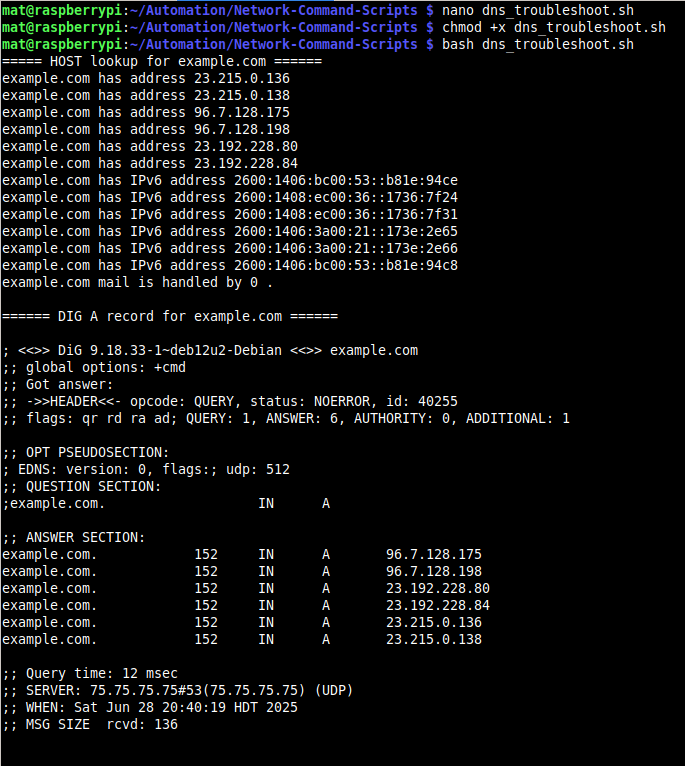 mat@raspberrypi:~/Automation/Network-Command-Scripts $ nano dns_troubleshoot.sh
mat@raspberrypi:~/Automation/Network-Command-Scripts $ chmod +x dns_troubleshoot.sh
mat@raspberrypi:~/Automation/Network-Command-Scripts $ bash dns_troubleshoot.sh
===== HOST lookup for example.com ======
example.com has address 23.215.0.136
example.com has address 23.215.0.138
example.com has address 96.7.128.175
example.com has address 96.7.128.198
example.com has address 23.192.228.80
example.com has address 23.192.228.84
example.com has IPv6 address 2600:1406:bc00:53::b81e:94ce
example.com has IPv6 address 2600:1408:ec00:36::1736:7f24
example.com has IPv6 address 2600:1408:ec00:36::1736:7f31
example.com has IPv6 address 2600:1406:3a00:21::173e:2e65
example.com has IPv6 address 2600:1406:3a00:21::173e:2e66
example.com has IPv6 address 2600:1406:bc00:53::b81e:94c8
example.com mail is handled by 0 .

====== DIG A record for example.com ======

; <<>> DiG 9.18.33-1~deb12u2-Debian <<>> example.com
;; global options: +cmd
;; Got answer:
;; ->>HEADER<<- opcode: QUERY, status: NOERROR, id: 40255
;; flags: qr rd ra ad; QUERY: 1, ANSWER: 6, AUTHORITY: 0, ADDITIONAL: 1

;; OPT PSEUDOSECTION:
; EDNS: version: 0, flags:; udp: 512
;; QUESTION SECTION:
;example.com.                   IN      A

;; ANSWER SECTION:
example.com.            152     IN      A       96.7.128.175
example.com.            152     IN      A       96.7.128.198
example.com.            152     IN      A       23.192.228.80
example.com.            152     IN      A       23.192.228.84
example.com.            152     IN      A       23.215.0.136
example.com.            152     IN      A       23.215.0.138

;; Query time: 12 msec
;; SERVER: 75.75.75.75#53(75.75.75.75) (UDP)
;; WHEN: Sat Jun 28 20:40:19 HDT 2025
;; MSG SIZE  rcvd: 136